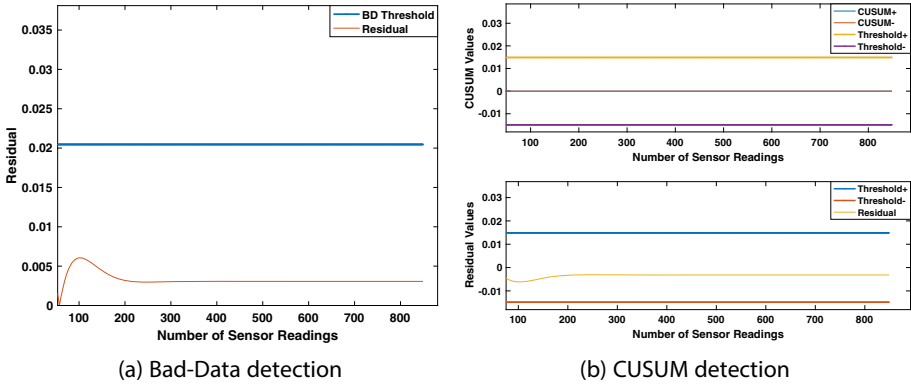 BD Threshold
Residual
0.035
0.03
0.025
0.02
0.015
0.01
0.005
0
Residual
100 200 300 400 500 600 700 800
Number of Sensor Readings
(a) Bad-Data detection
CUSUM+
CUSUM-
Threshold+
Threshold-
0.03
0.02
0.01
0
-0.01
CUSUM Values
100 200 300 400 500 600 700 800
Number of Sensor Readings
Threshold+
Threshold-
Residual
0.03
0.02
0.01
0
-0.01
Residual Values
100 200 300 400 500 600 700 800
Number of Sensor Readings
(b) CUSUM detection